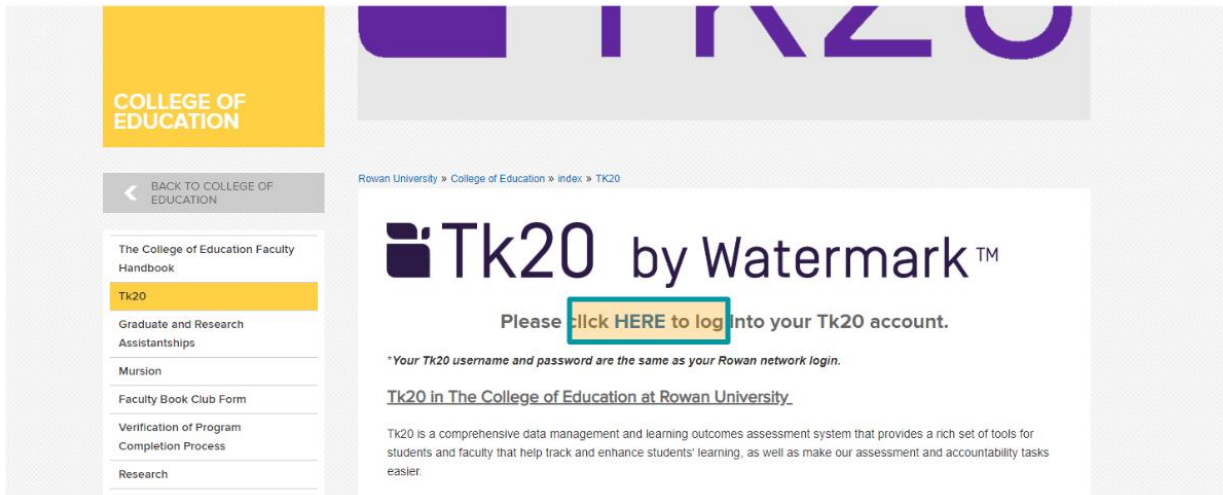 Tk20
COLLEGE OF
EDUCATION
BACK TO COLLEGE OF
EDUCATION
The College of Education Faculty
Handbook
Tk20
Graduate and Research
Assistantships
Mursion
Faculty Book Club Form
Verification of Program
Completion Process
Research
Rowan University » College of Education » index » TK20
Tk20 by Watermark™
Please click HERE to log into your Tk20 account.
*Your Tk20 username and password are the same as your Rowan network login.
Tk20 in The College of Education at Rowan University
Tk20 is a comprehensive data management and learning outcomes assessment system that provides a rich set of tools for
students and faculty that help track and enhance students' learning, as well as make our assessment and accountability tasks
easier.